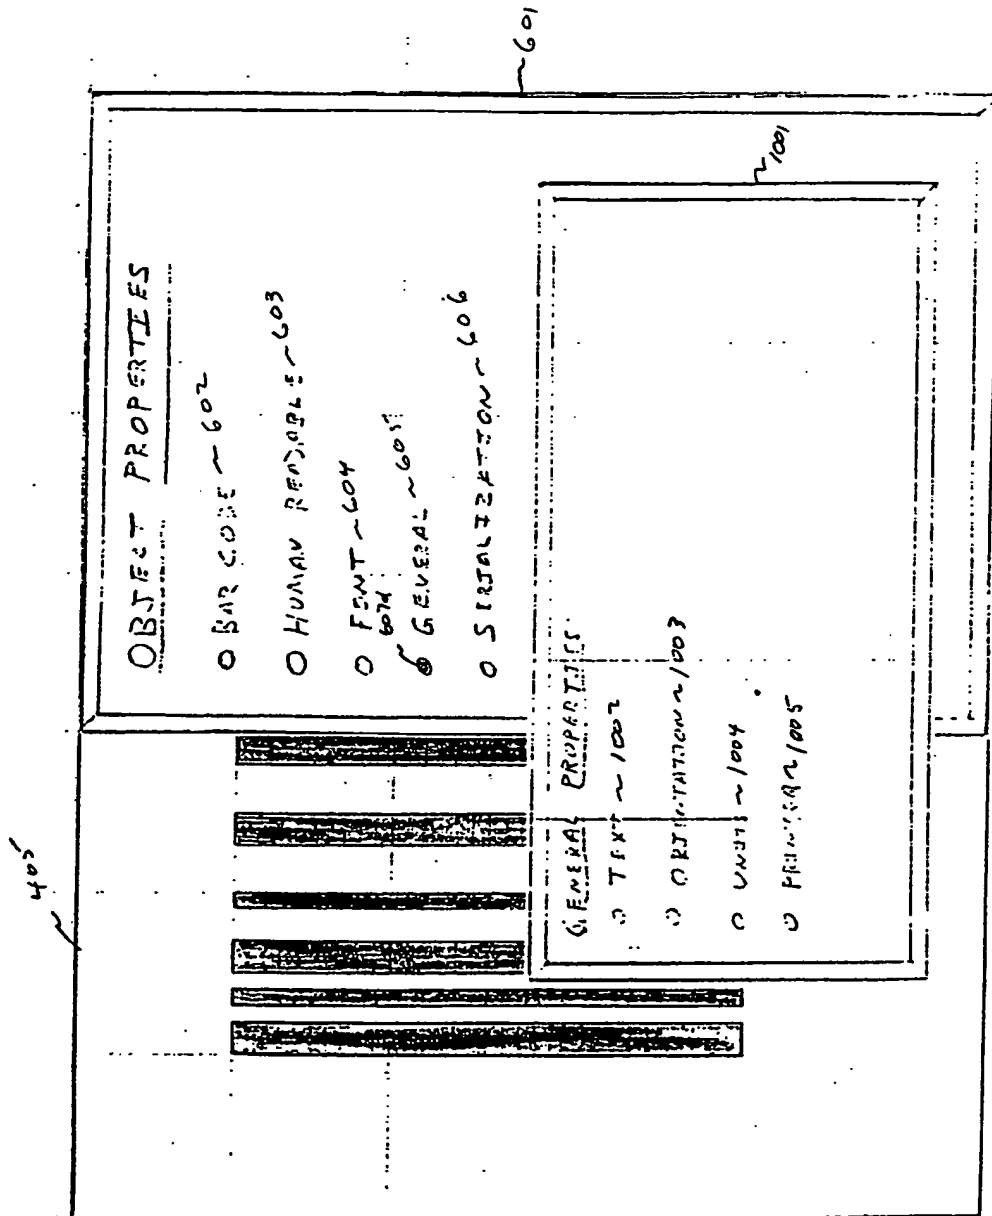 405
~601
OBJECT PROPERTIES
O BAR CODE ~602
O HUMAN READABLE ~603
O FONT ~604
607d
GENERAL ~605
O SERIALIZATION ~606
~1001
GENERAL PROPERTIES
O TEXT ~1002
O ORIENTATION ~1003
O UNITS ~1004
O PRINTER ~1005